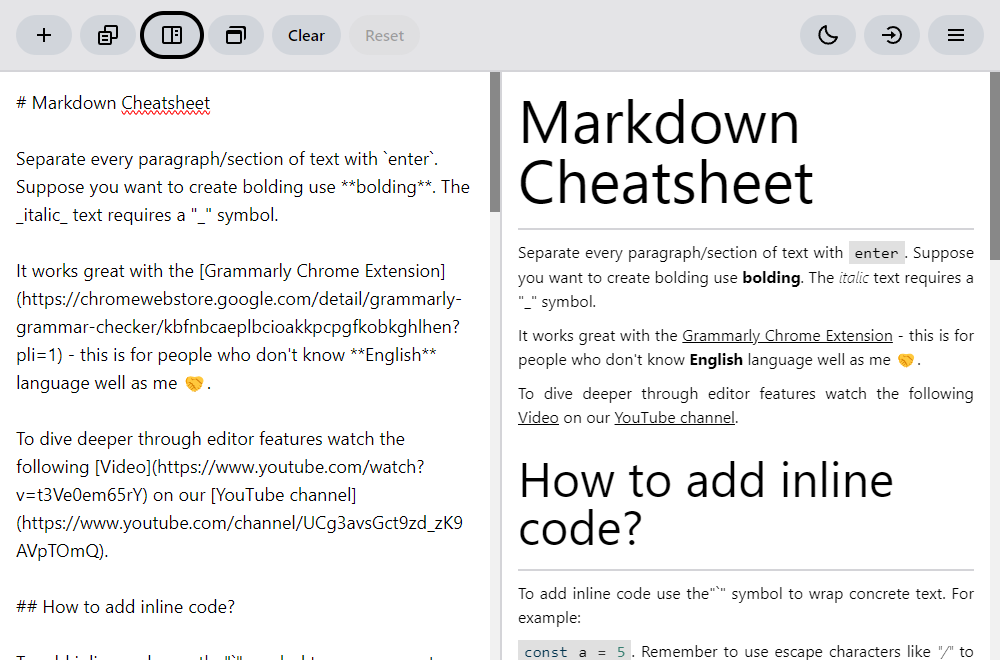 Clear Reset
# Markdown Cheatsheet
Separate every paragraph/section of text with `enter`.
Suppose you want to create bolding use **bolding**. The
_italic_ text requires a "_" symbol.
It works great with the [Grammarly Chrome Extension]
(https://chromewebstore.google.com/detail/grammarly-
grammar-checker/kbfnbcaeplbcioakkpcpgfkobkghlhen?
pli=1) - this is for people who don't know **English**
language well as me 🤝.
To dive deeper through editor features watch the
following [Video](https://www.youtube.com/watch?
v=t3Ve0em65rY) on our [YouTube channel]
(https://www.youtube.com/channel/UCg3avsGct9zd_zK9
AVpTOmQ).
## How to add inline code?
Markdown
Cheatsheet
Separate every paragraph/section of text with enter. Suppose
you want to create bolding use bolding. The italic text requires a
"_" symbol.
It works great with the Grammarly Chrome Extension - this is for
people who don't know English language well as me 🤝.
To dive deeper through editor features watch the following
Video on our YouTube channel.
How to add inline
code?
To add inline code use the"`" symbol to wrap concrete text. For
example:
const a = 5. Remember to use escape characters like "/" to